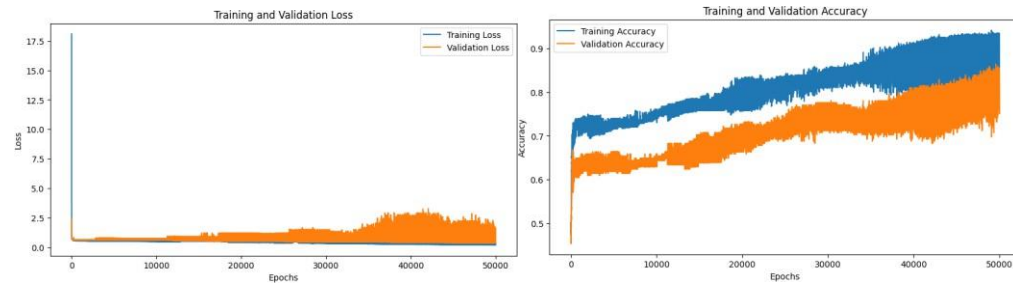 Training and Validation Loss
17.5
15.0
12.5
10.0
7.5
5.0
2.5
0.0
Loss
Training Loss
Validation Loss
0
10000
20000
30000
40000
50000
Epochs
Training and Validation Accuracy
0.9
0.8
0.7
0.6
0.5
Accuracy
Training Accuracy
Validation Accuracy
0
10000
20000
30000
40000
50000
Epochs